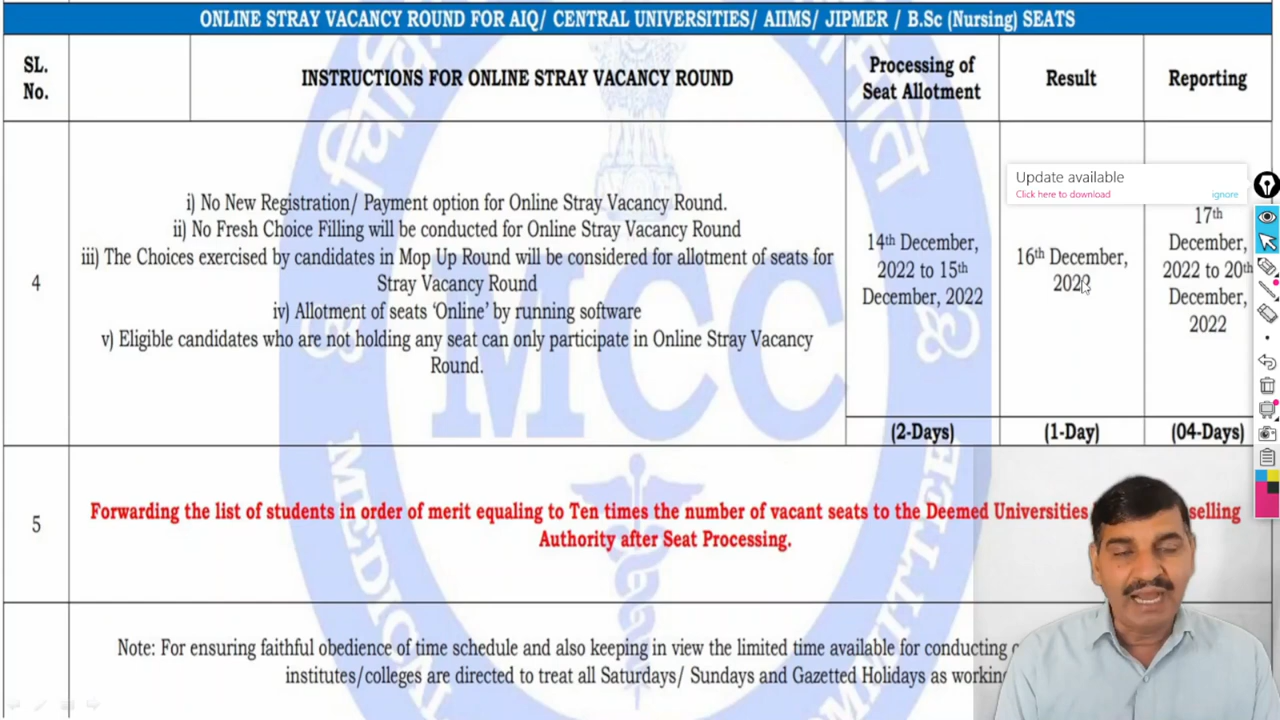 ONLINE STRAY VACANCY ROUND FOR AIQ/ CENTRAL UNIVERSITIES/ AIIMS/ JIPMER / B.Sc (Nursing) SEATS
SL. No.
INSTRUCTIONS FOR ONLINE STRAY VACANCY ROUND
Processing of
Seat Allotment
Result
Reporting
4
i) No New Registration/ Payment option for Online Stray Vacancy Round.
ii) No Fresh Choice Filling will be conducted for Online Stray Vacancy Round
iii) The Choices exercised by candidates in Mop Up Round will be considered for allotment of seats for
Stray Vacancy Round
iv) Allotment of seats ‘Online’ by running software
v) Eligible candidates who are not holding any seat can only participate in Online Stray Vacancy
Round.
14th December,
2022 to 15th
December, 2022
16th December,
2022
Update available
Click here to download
ignore
17th
December,
2022 to 20th
December,
2022
(2-Days)
(1-Day)
(04-Days)
5
Forwarding the list of students in order of merit equaling to Ten times the number of vacant seats to the Deemed Universities selling
Authority after Seat Processing.
Note: For ensuring faithful obedience of time schedule and also keeping in view the limited time available for conducting
institutes/colleges are directed to treat all Saturdays/ Sundays and Gazetted Holidays as workin
MCC
MEDICAL